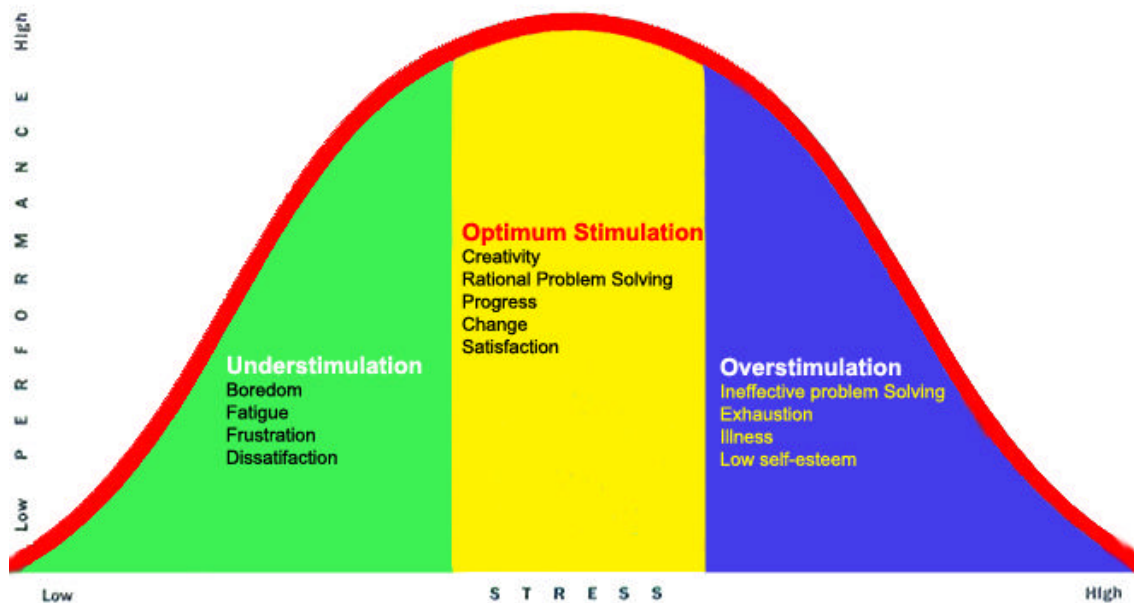 Low PERFORMANCE High
Optimum Stimulation
Creativity
Rational Problem Solving
Progress
Change
Satisfaction
Understimulation
Boredom
Fatigue
Frustration
Dissatifaction
Overstimulation
Ineffective problem Solving
Exhaustion
Illness
Low self-esteem
Low STRESS HIgh